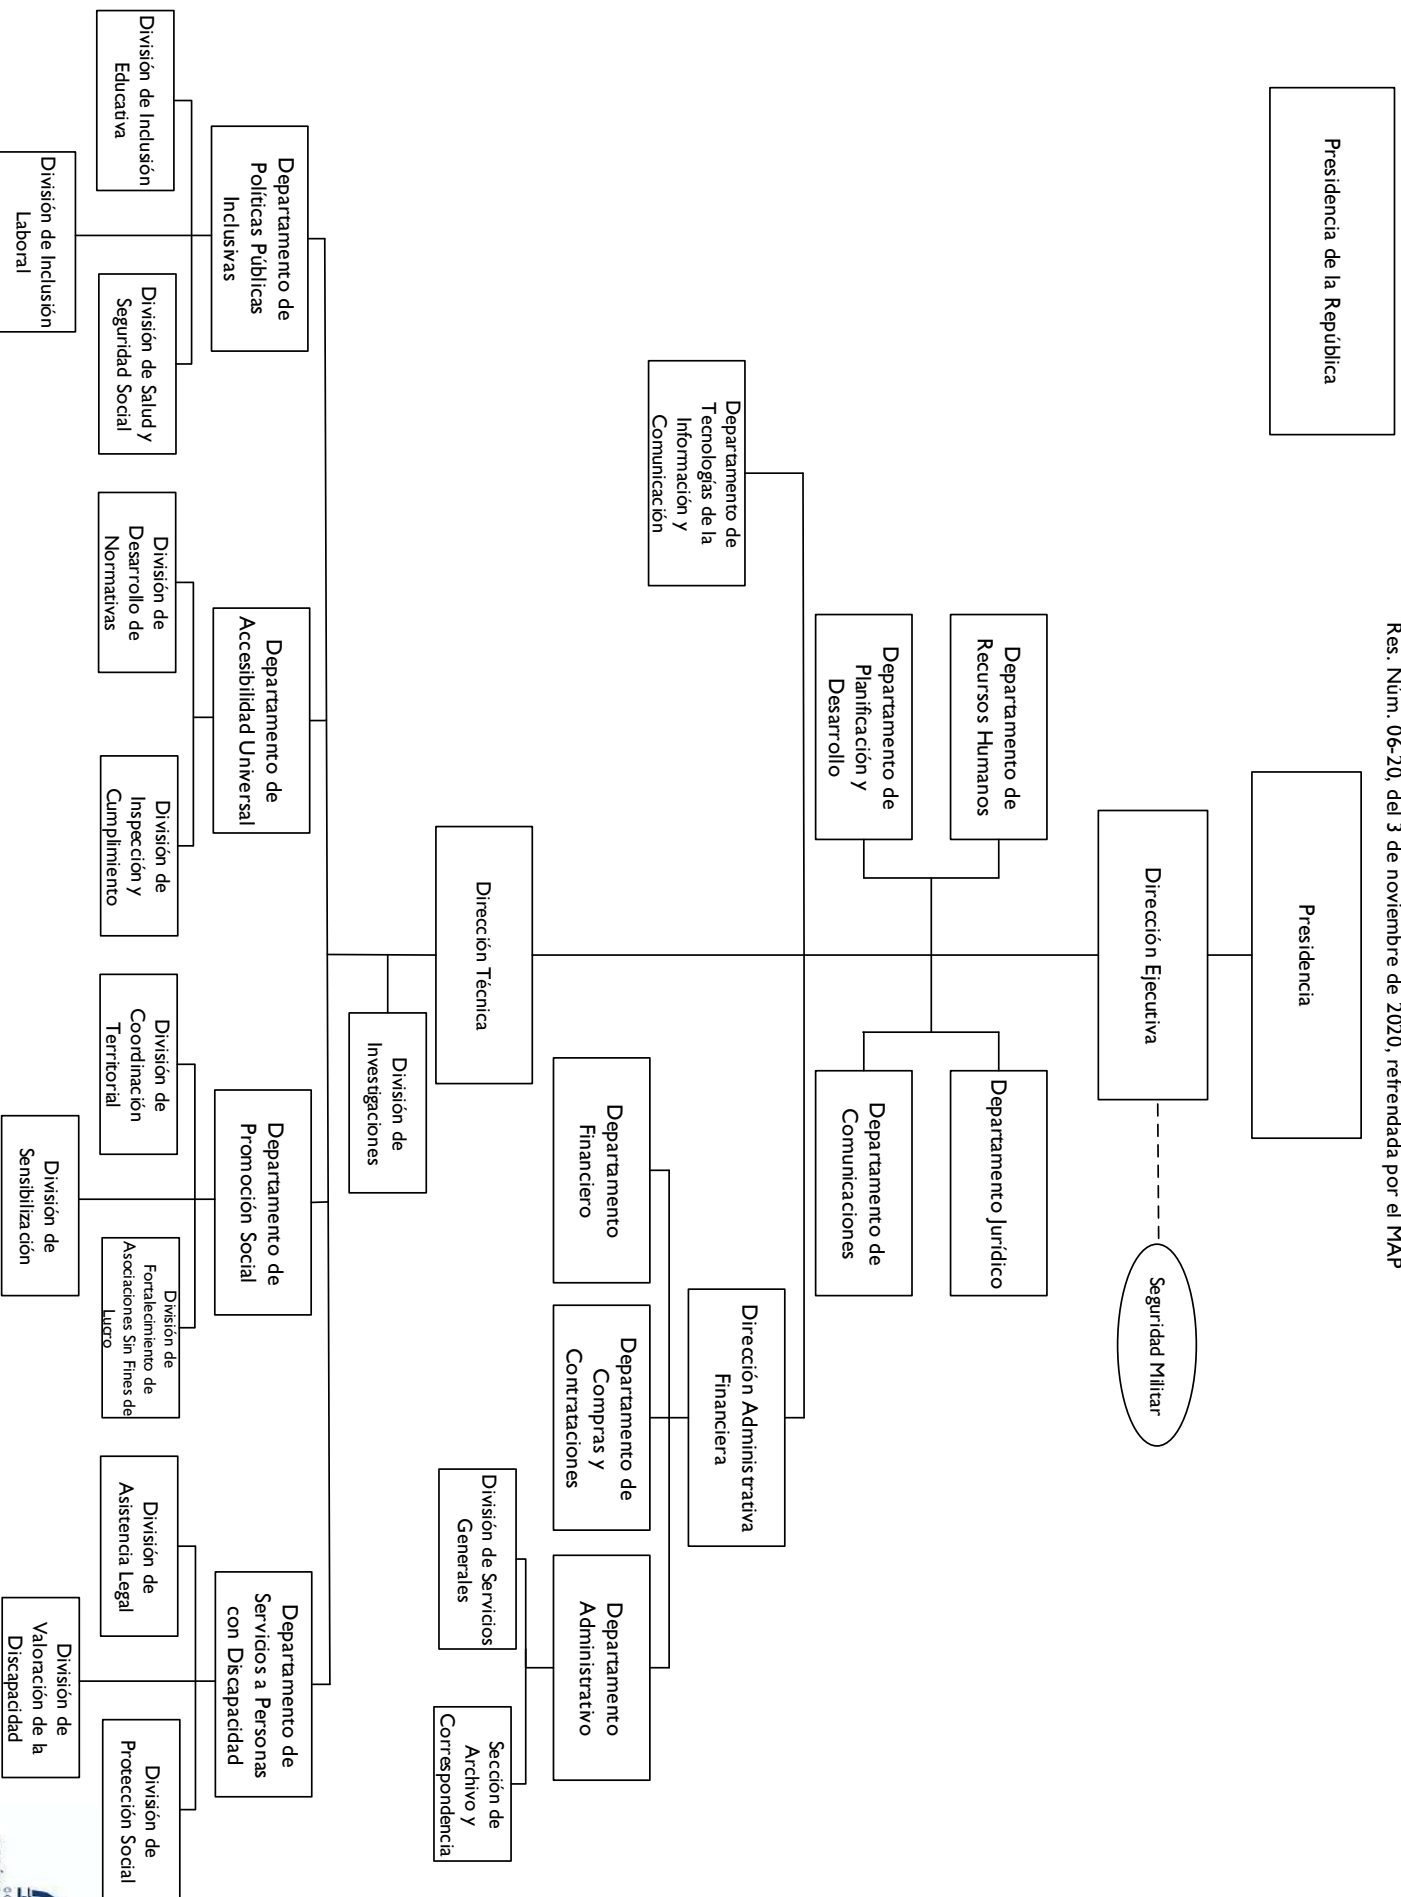 Res. Núm. 06-20, del 3 de noviembre de 2020, refrendada por el MAP
Presidencia de la República
Presidencia
Dirección Ejecutiva
Seguridad Militar
Departamento de
Recursos Humanos
Departamento Jurídico
Departamento de
Planificación y
Desarrollo
Departamento de
Comunicaciones
Departamento de
Tecnologías de la
Información y
Comunicación
Dirección Administrativa
Financiera
Departamento
Financiero
Departamento de
Compras y
Contrataciones
Departamento
Administrativo
División de Servicios
Generales
Sección de
Archivo y
Correspondencia
Dirección Técnica
División de
Investigaciones
Departamento de
Políticas Públicas
Inclusivas
Departamento de
Accesibilidad Universal
Departamento de
Promoción Social
Departamento de
Servicios a Personas
con Discapacidad
División de Inclusión
Educativa
División de Salud y
Seguridad Social
División de Inclusión
Laboral
División de
Desarrollo de
Normativas
División de
Inspección y
Cumplimiento
División de
Coordinación
Territorial
División de
Fortalecimiento de
Asociaciones Sin Fines de
Lucro
División de
Sensibilización
División de
Asistencia Legal
División de
Protección Social
División de
Valoración de la
Discapacidad